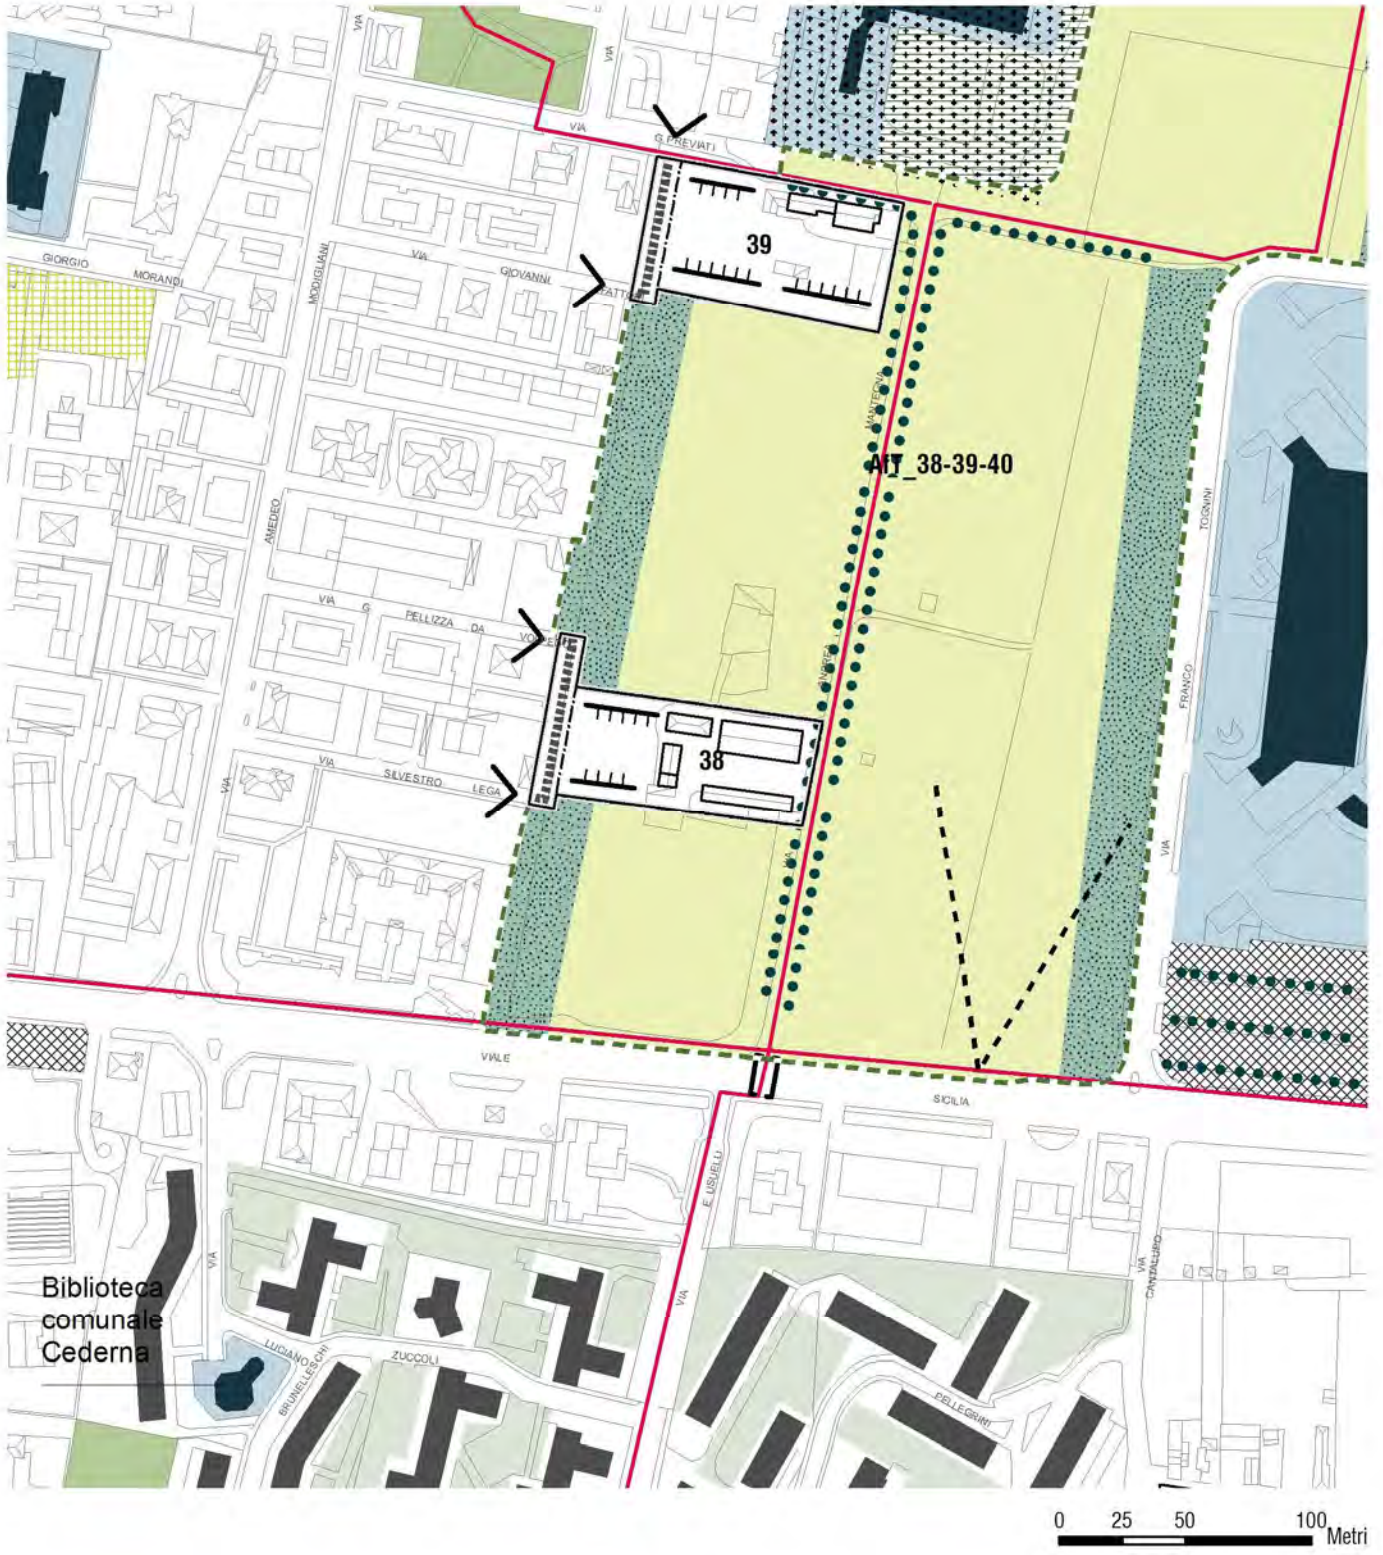 VIA
VIA
VIA
G. PREVIATI
39
GIORGIO
MORANDI
MODIGLIANI
VIA
GIOVANNI
FATTORI
MANTEGNA
AfT_38-39-40
TOGNINI
AMEDEO
VIA
G
PELLIZZA
DA
ANDREA
FRANCO
VIA
SILVESTRO
LEGA
38
VIA
VIA
VIA
VIALE
SICILIA
E. USUELLI
VIA
CANTALUPO
VIA
VIA
Biblioteca
comunale
Cederna
LUCIANO
BRUNELLESCHI
ZUCCOLI
PELLEGRINI
0 25 50 100 Metri